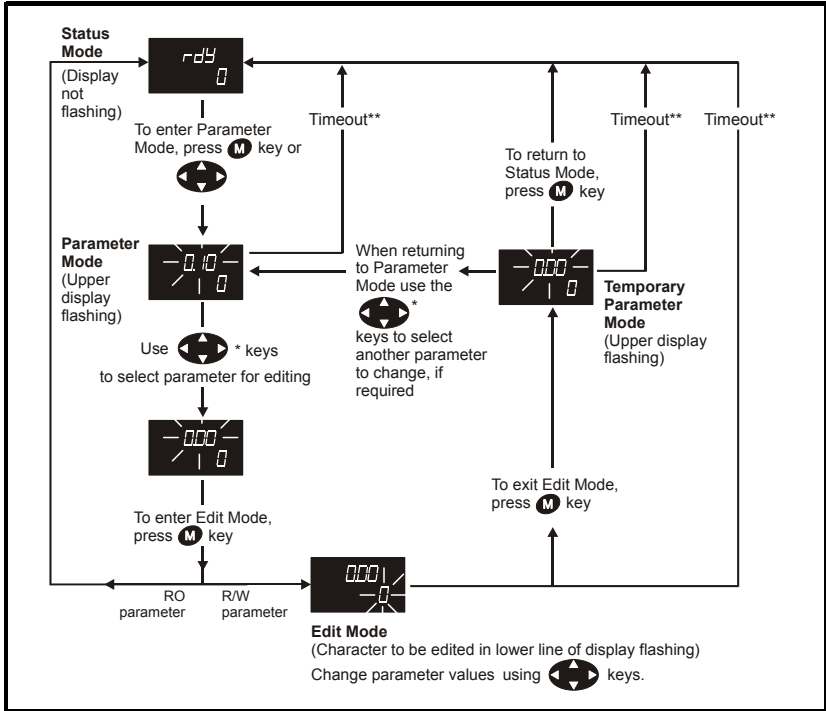 Status
Mode
(Display
not
flashing)
rdY
0
To enter Parameter
Mode, press M key or
Timeout**
Parameter
Mode
(Upper
display
flashing)
0.10
0
Use * keys
to select parameter for editing
0.00
0
To enter Edit Mode,
press M key
RO
parameter
R/W
parameter
When returning
to Parameter
Mode use the
*
keys to select
another parameter
to change, if
required
To return to
Status Mode,
press M key
Timeout**
Timeout**
0.00
0
Temporary
Parameter
Mode
(Upper display
flashing)
To exit Edit Mode,
press M key
0.00
0
Edit Mode
(Character to be edited in lower line of display flashing)
Change parameter values using keys.